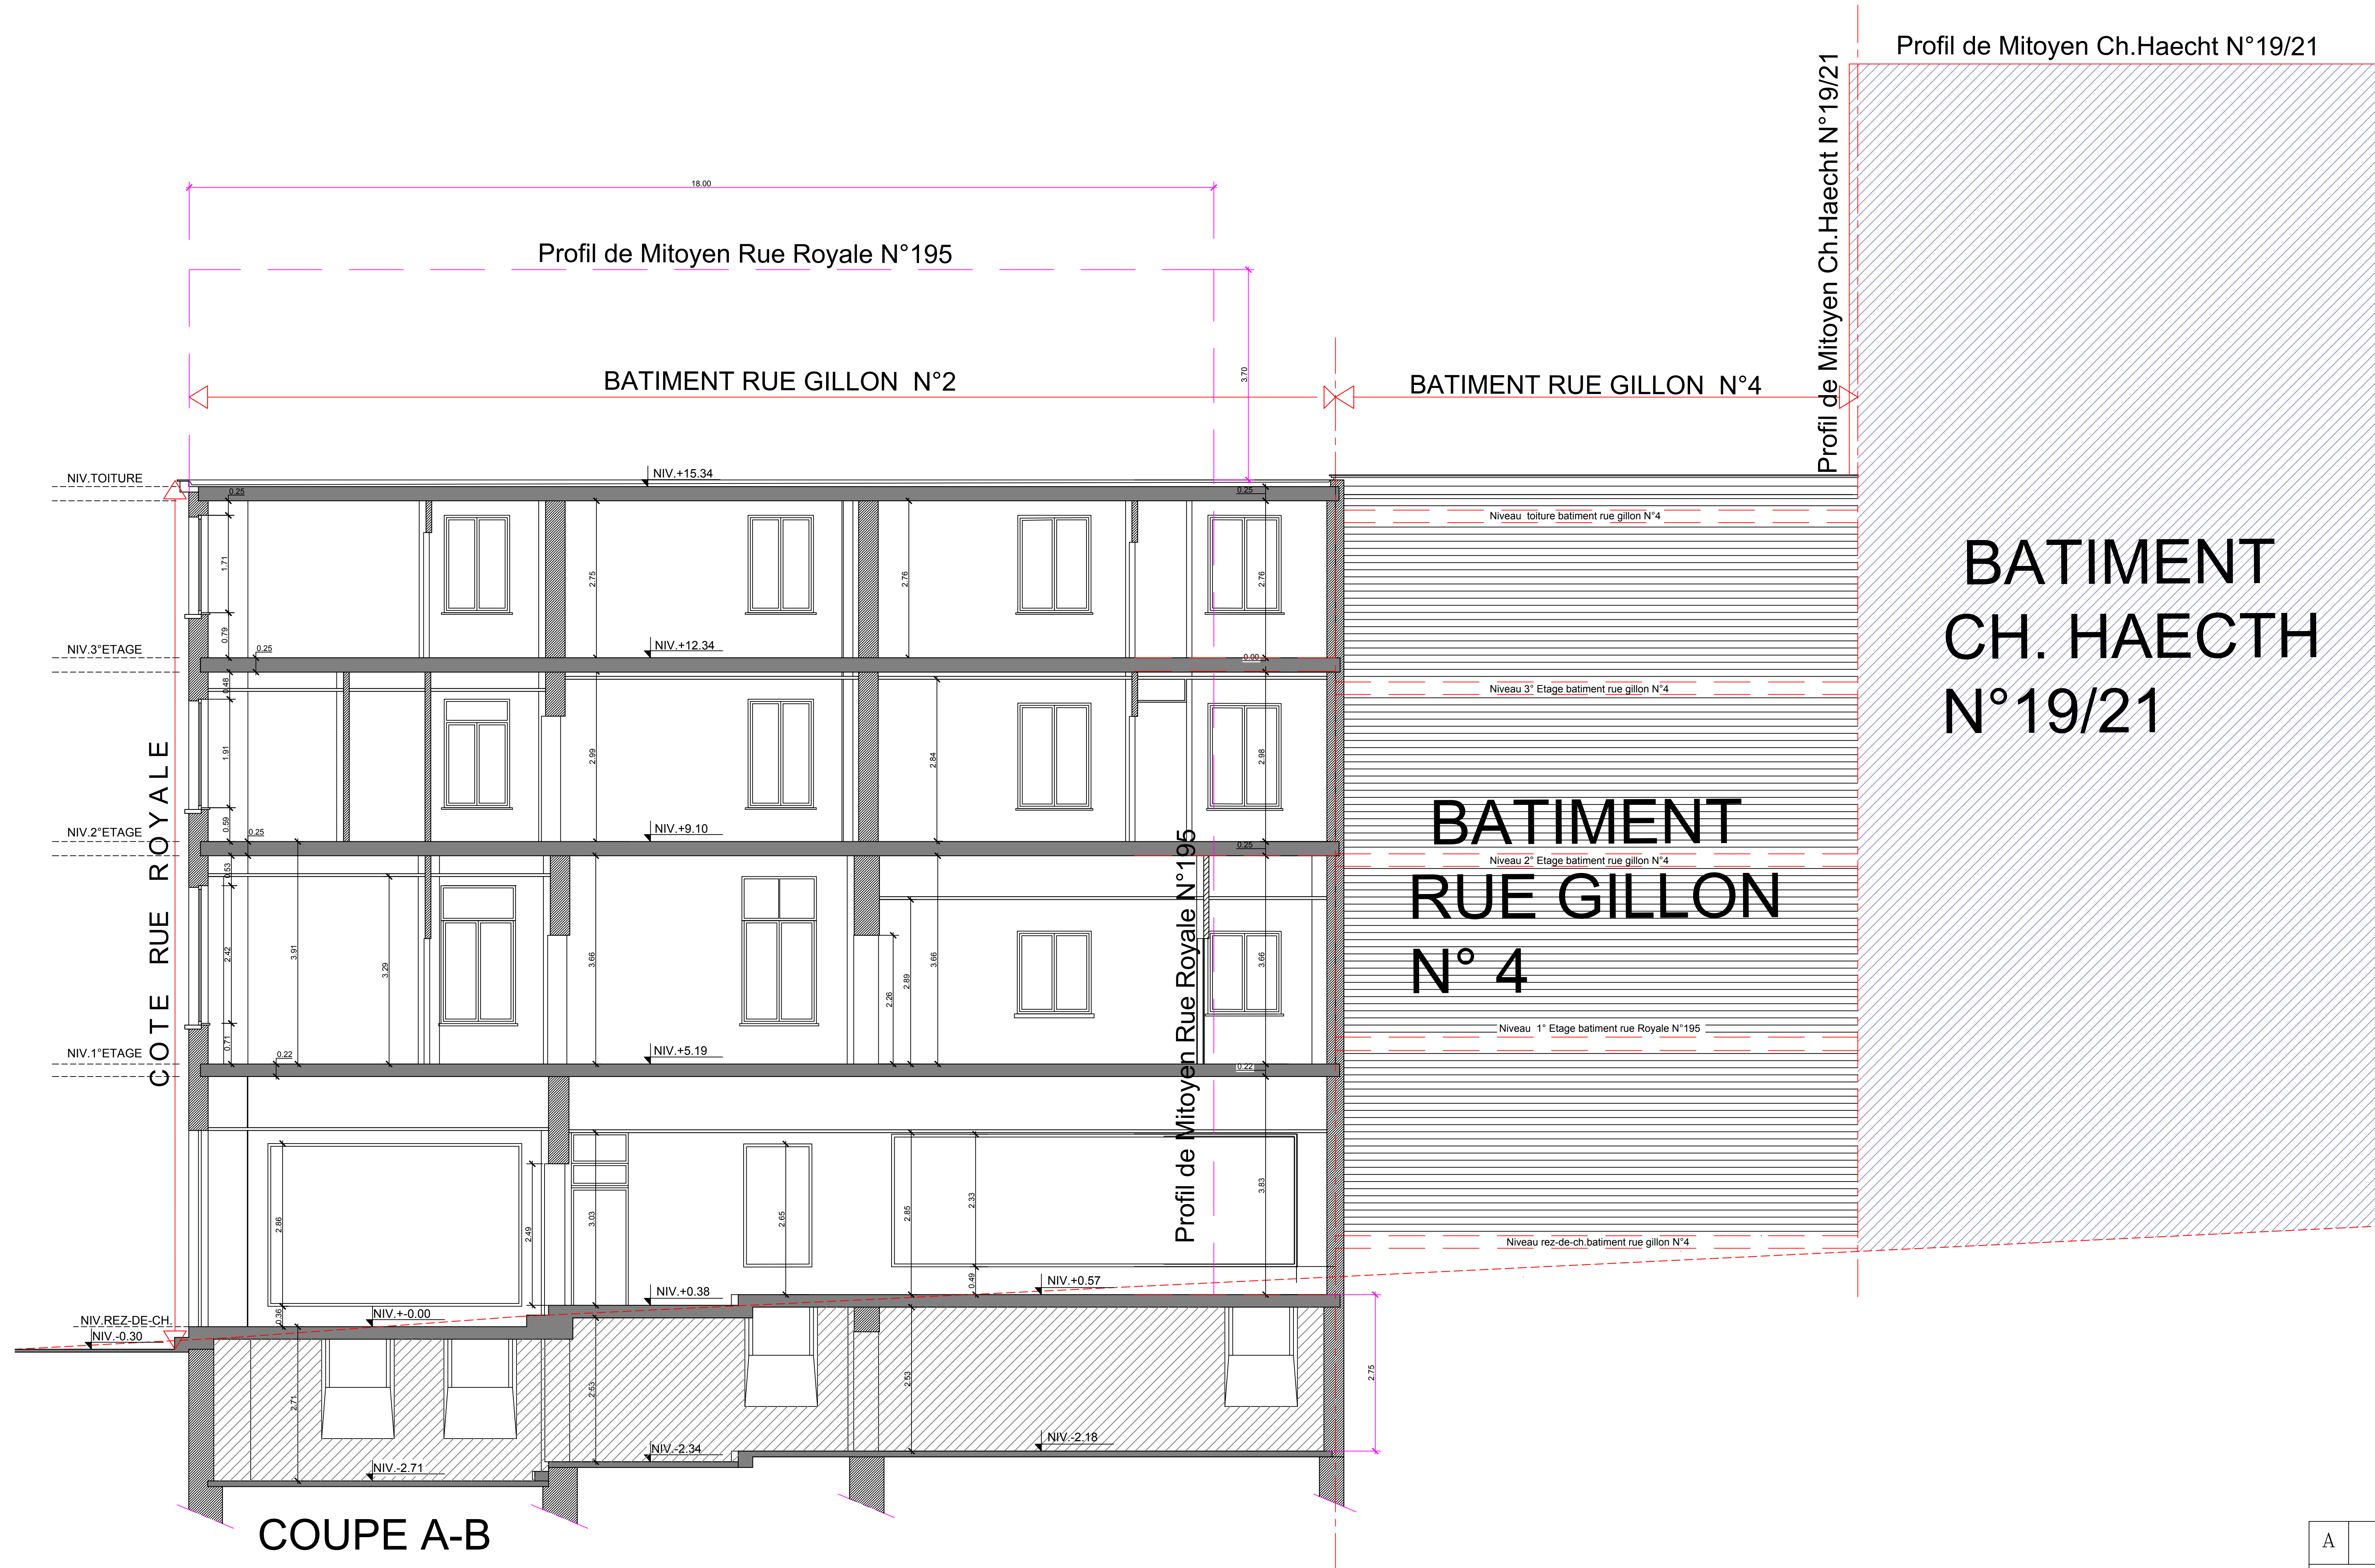 Profil de Mitoyen Ch.Haecht N°19/21
Profil de Mitoyen Ch.Haecht N°19/21
18.00
Profil de Mitoyen Rue Royale N°195
3.70
BATIMENT RUE GILLON N°2
BATIMENT RUE GILLON N°4
NIV.TOITURE
NIV.+15.34
0.25
0.25
Niveau toiture batiment rue gillon N°4
1.71
2.75
2.76
2.76
BATIMENT
CH. HAECTH
N°19/21
0.79
NIV.3°ETAGE
0.25
NIV.+12.34
0.00
0.48
Niveau 3° Etage batiment rue gillon N°4
1.91
2.99
2.84
2.98
COTE RUE ROYALE
0.59
NIV.2°ETAGE
0.25
NIV.+9.10
0.25
BATIMENT
RUE GILLON
N° 4
Niveau 2° Etage batiment rue gillon N°4
0.53
2.42
3.91
3.29
3.66
2.26
2.89
3.66
3.66
Profil de Mitoyen Rue Royale N°195
0.71
Niveau 1° Etage batiment rue Royale N°195
NIV.1°ETAGE
0.22
NIV.+5.19
0.22
2.86
2.49
3.03
2.65
2.85
2.33
3.83
Niveau rez-de-ch.batiment rue gillon N°4
0.36
0.49
NIV.+0.57
NIV.+0.38
NIV.+-0.00
NIV.REZ-DE-CH.
NIV.-0.30
2.71
2.53
2.53
2.75
NIV.-2.18
NIV.-2.34
NIV.-2.71
COUPE A-B
A